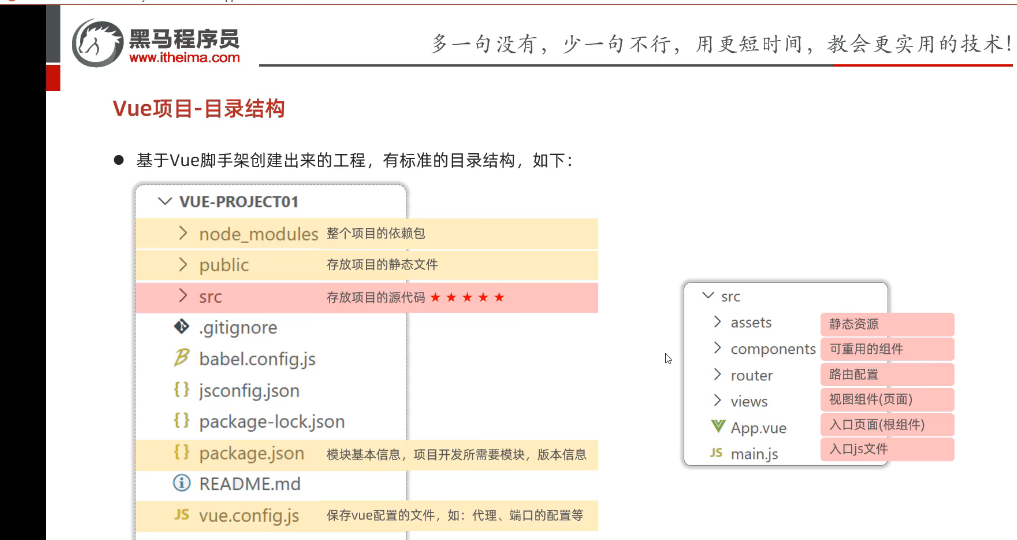 黑马程序员
www.itheima.com
多一句没有，少一句不行，用更短时间，教会更实用的技术！
Vue项目-目录结构
● 基于Vue脚手架创建出来的工程，有标准的目录结构，如下：
VUE-PROJECT01
node_modules 整个项目的依赖包
public 存放项目的静态文件
src 存放项目的源代码 ★ ★ ★ ★ ★
.gitignore
babel.config.js
jsconfig.json
package-lock.json
package.json 模块基本信息，项目开发所需要模块，版本信息
README.md
vue.config.js 保存vue配置的文件，如：代理、端口的配置等
src
assets 静态资源
components 可重用的组件
router 路由配置
views 视图组件(页面)
App.vue 入口页面(根组件)
JS main.js 入口js文件